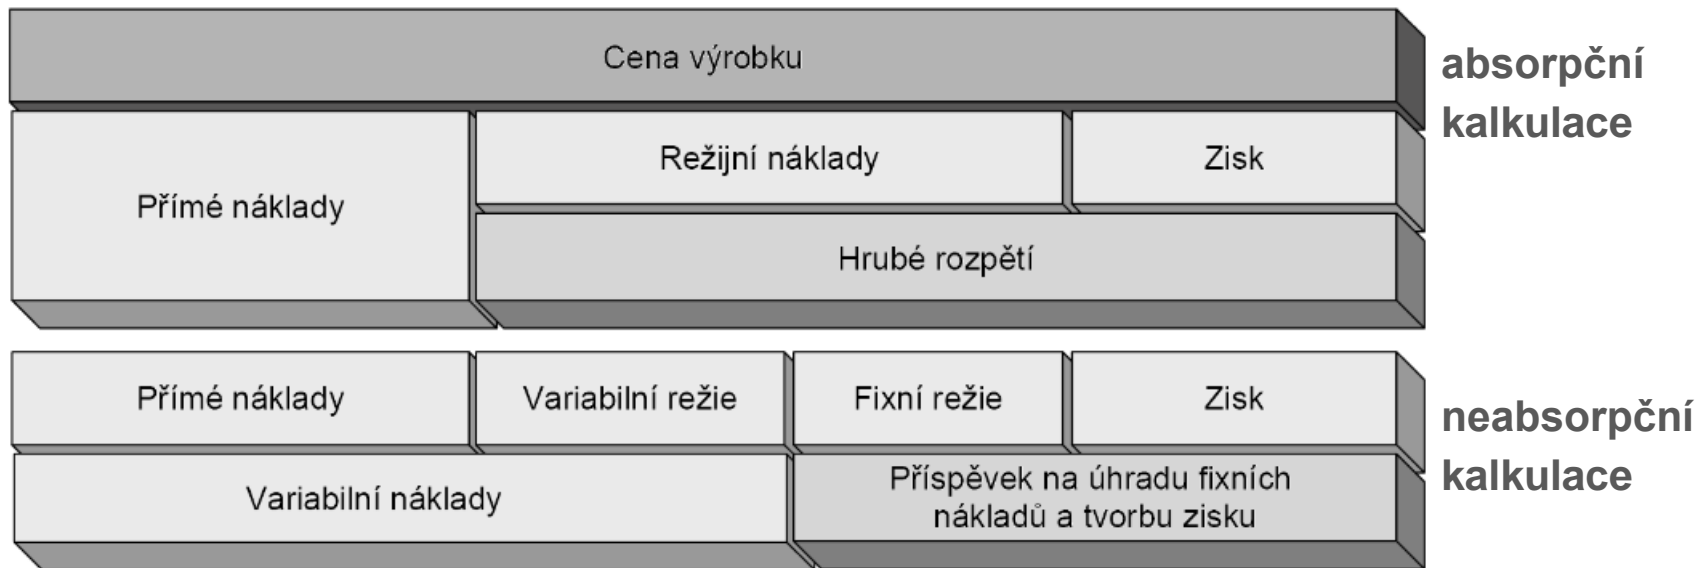 Cena výrobku
absorpční
kalkulace
Režijní náklady
Zisk
Přímé náklady
Hrubé rozpětí
Přímé náklady
Variabilní režie
Fixní režie
Zisk
neabsorpční
kalkulace
Variabilní náklady
Příspěvek na úhradu fixních
nákladů a tvorbu zisku